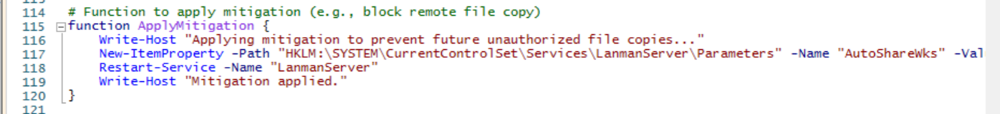 114 # Function to apply mitigation (e.g., block remote file copy)
115 function ApplyMitigation {
116 Write-Host "Applying mitigation to prevent future unauthorized file copies..."
117 New-ItemProperty -Path "HKLM:\SYSTEM\CurrentControlSet\Services\LanmanServer\Parameters" -Name "AutoShareWks" -Val
118 Restart-Service -Name "LanmanServer"
119 Write-Host "Mitigation applied."
120 }
121